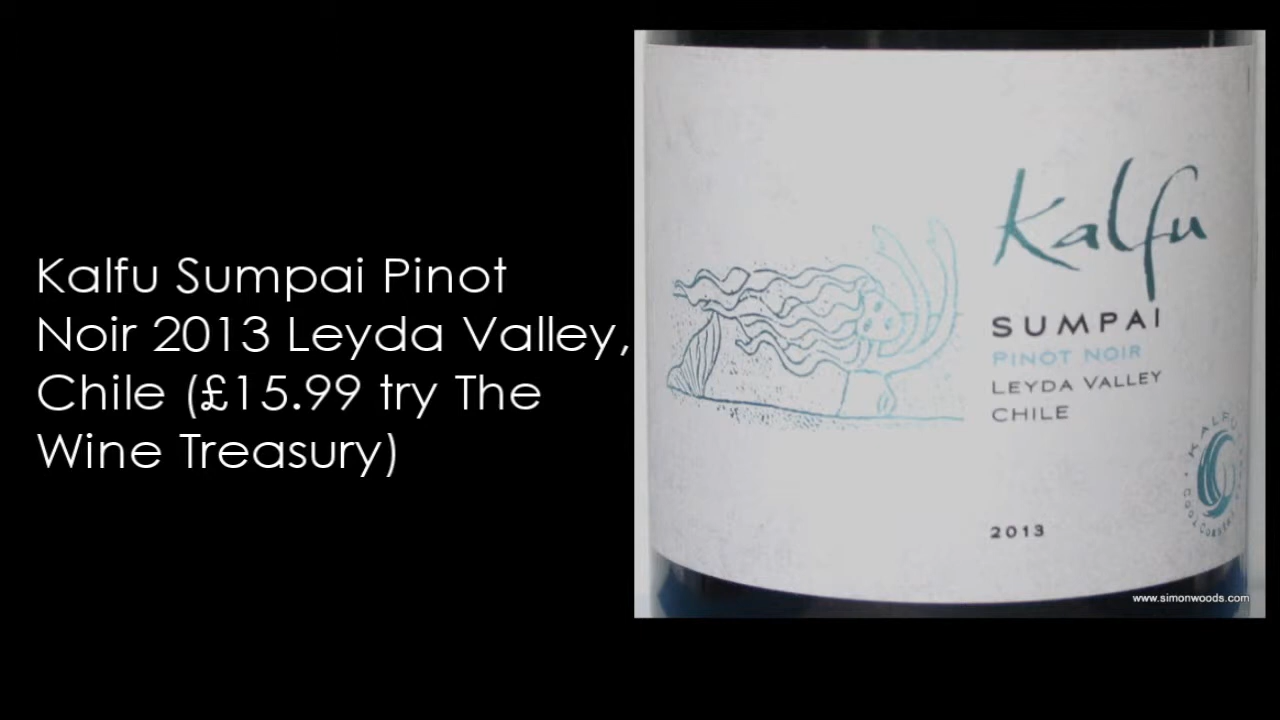 Kalfu Sumpai Pinot
Noir 2013 Leyda Valley,
Chile (£15.99 try The
Wine Treasury)
Kalfu
SUMPAI
PINOT NOIR
LEYDA VALLEY
CHILE
KALFU
2013
www.simonwoods.com